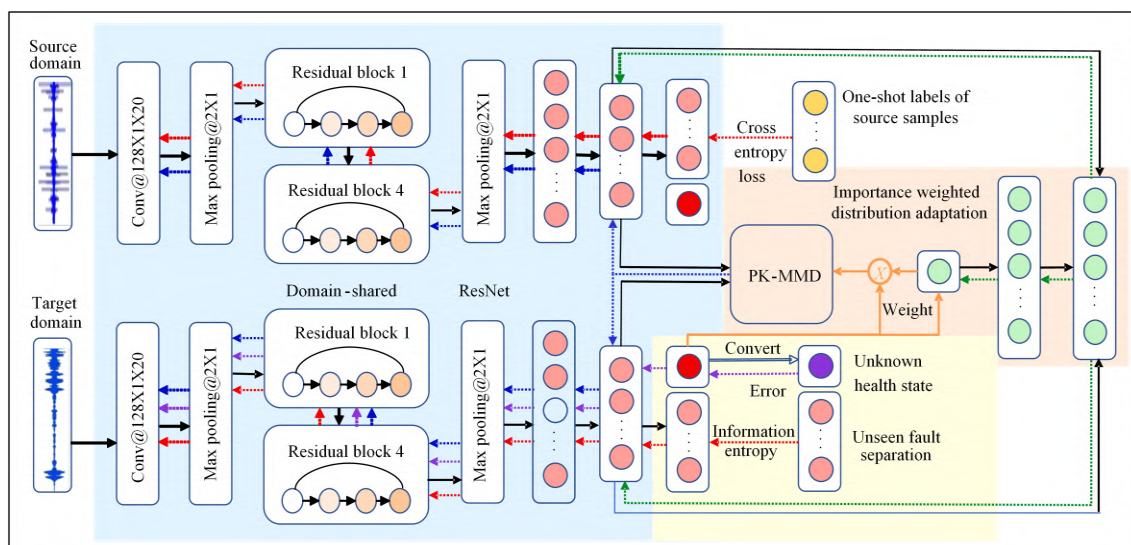 Source
domain
Conv@128X1X20
Max pooling@2X1
Residual block 1
Residual block 4
Max pooling@2X1
Cross
entropy
loss
One-shot labels of
source samples
Importance weighted
distribution adaptation
PK-MMD
X
Weight
Target
domain
Domain-shared
ResNet
Conv@128X1X20
Max pooling@2X1
Residual block 1
Residual block 4
Max pooling@2X1
Convert
Error
Unknown
health state
Information
entropy
Unseen fault
separation